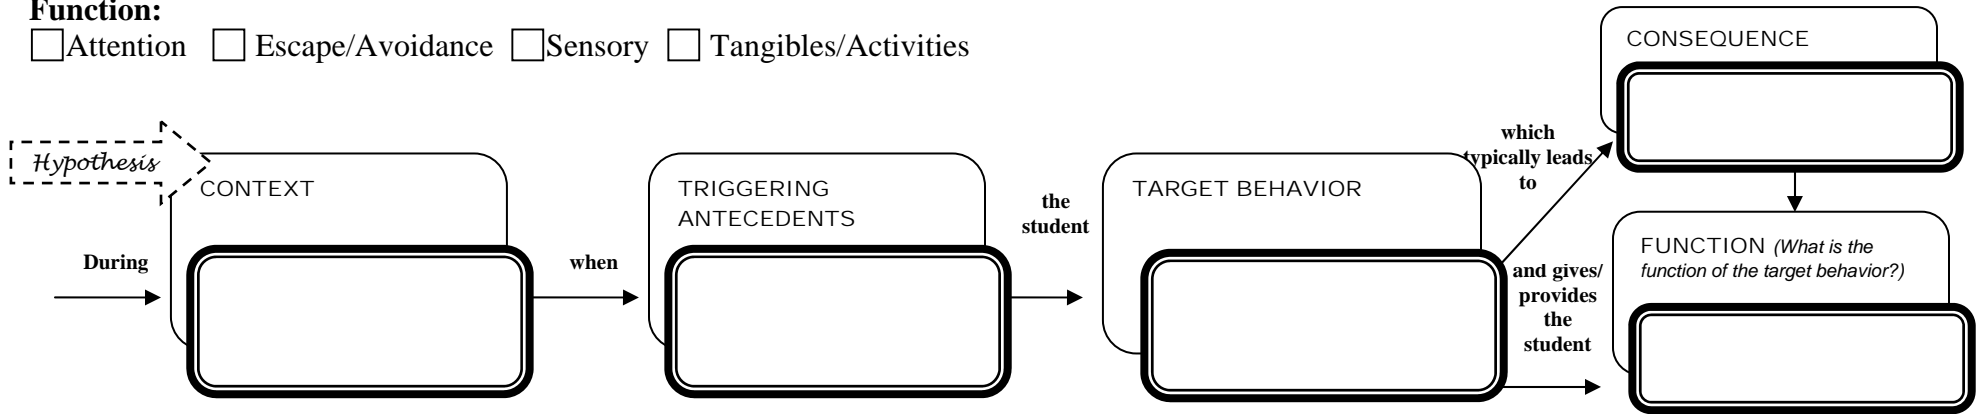 Function:
Attention Escape/Avoidance Sensory Tangibles/Activities
Hypothesis
During
CONTEXT
when
TRIGGERING
ANTECEDENTS
the
student
TARGET BEHAVIOR
which
typically leads
to
CONSEQUENCE
and gives/
provides
the
student
FUNCTION (What is the
function of the target behavior?)